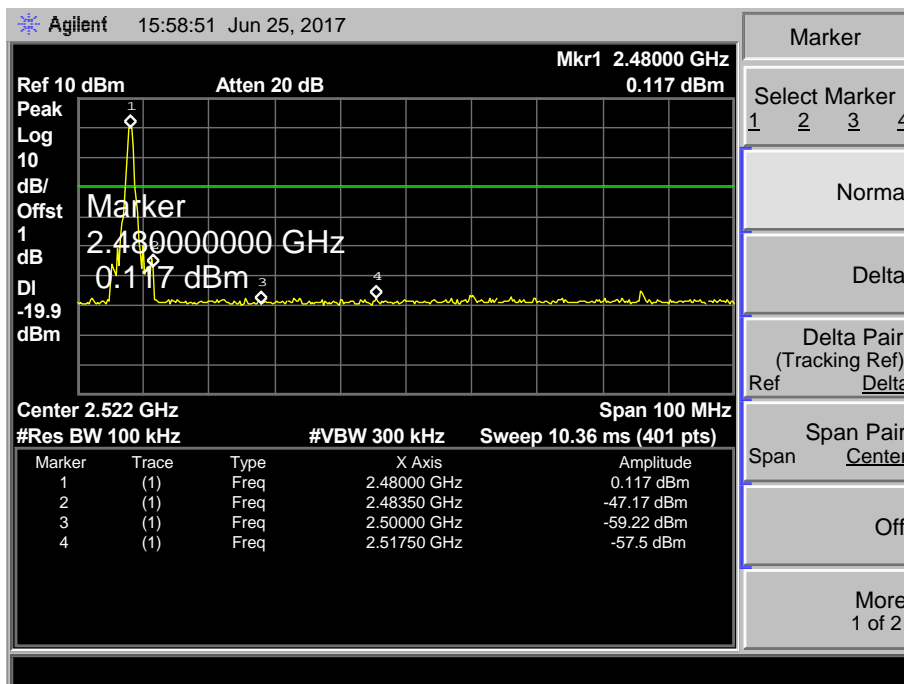 Agilent 15:58:51 Jun 25, 2017
Mkr1 2.48000 GHz
Ref 10 dBm Atten 20 dB 0.117 dBm
Peak
Log
10
dB/
Offst
1
dB
DI
-19.9
dBm
1
2
3
4
Marker
2.480000000 GHz
0.117 dBm
Center 2.522 GHz Span 100 MHz
#Res BW 100 kHz #VBW 300 kHz Sweep 10.36 ms (401 pts)
Marker Trace Type X Axis Amplitude
1 (1) Freq 2.48000 GHz 0.117 dBm
2 (1) Freq 2.48350 GHz -47.17 dBm
3 (1) Freq 2.50000 GHz -59.22 dBm
4 (1) Freq 2.51750 GHz -57.5 dBm
Marker
Select Marker
1 2 3 4
Norma
Delta
Delta Pair
(Tracking Ref)
Ref Delta
Span Pair
Span Center
Off
More
1 of 2